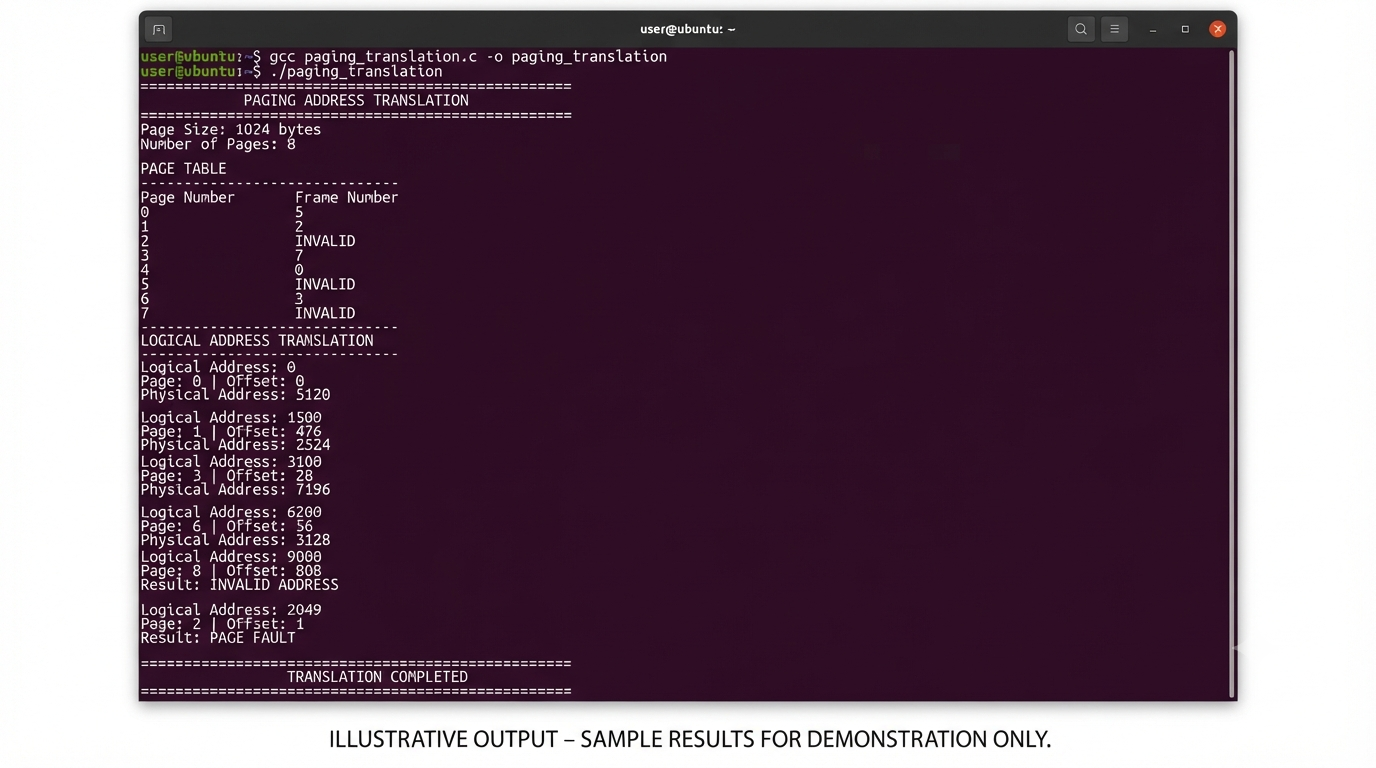 user@ubuntu: ~
user@ubuntu:~$ gcc paging_translation.c -o paging_translation
user@ubuntu:~$ ./paging_translation
==================================================
PAGING ADDRESS TRANSLATION
==================================================
Page Size: 1024 bytes
Number of Pages: 8
PAGE TABLE
------------------------------
Page Number Frame Number
0 5
1 2
2 INVALID
3 7
4 0
5 INVALID
6 3
7 INVALID
------------------------------
LOGICAL ADDRESS TRANSLATION
------------------------------
Logical Address: 0
Page: 0 | Offset: 0
Physical Address: 5120
Logical Address: 1500
Page: 1 | Offset: 476
Physical Address: 2524
Logical Address: 3100
Page: 3 | Offset: 28
Physical Address: 7196
Logical Address: 6200
Page: 6 | Offset: 56
Physical Address: 3128
Logical Address: 9000
Page: 8 | Offset: 808
Result: INVALID ADDRESS
Logical Address: 2049
Page: 2 | Offset: 1
Result: PAGE FAULT
==================================================
TRANSLATION COMPLETED
==================================================
ILLUSTRATIVE OUTPUT – SAMPLE RESULTS FOR DEMONSTRATION ONLY.